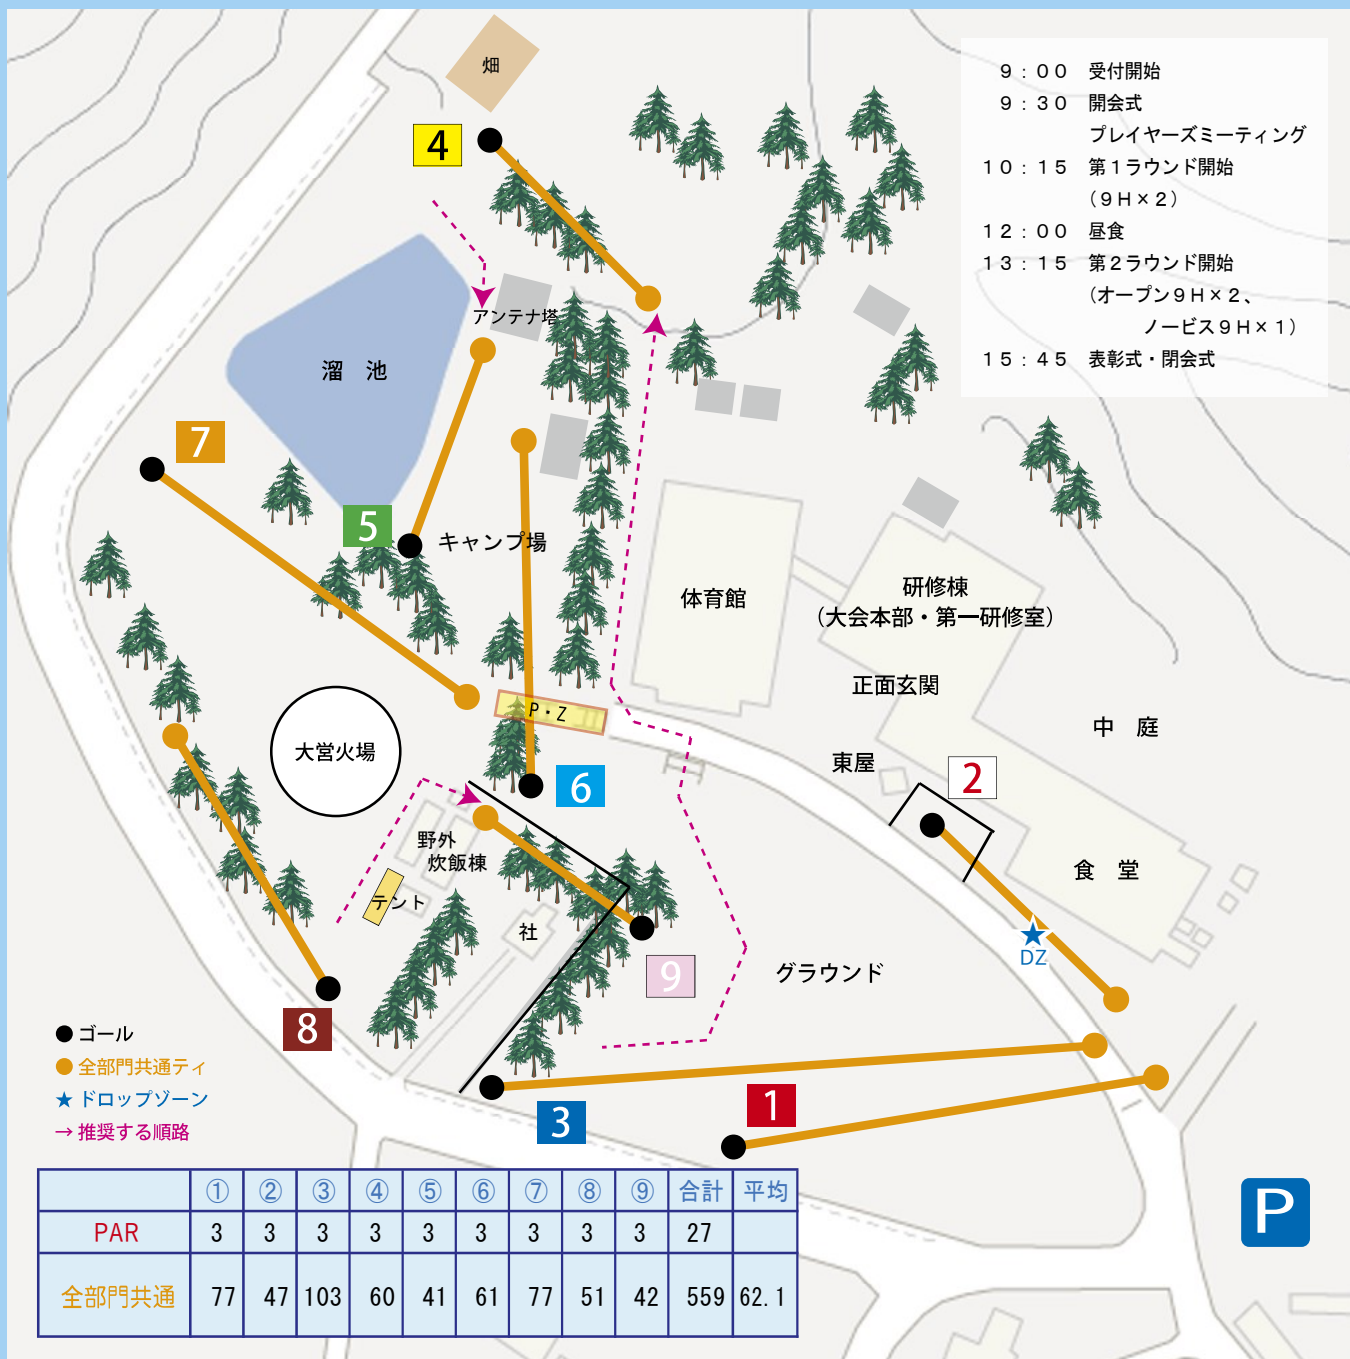 畑
4
9：00 受付開始
9：30 開会式
プレイヤーズミーティング
10：15 第1ラウンド開始
（9H×2）
12：00 昼食
13：15 第2ラウンド開始
（オープン9H×2、
ノービス9H×1）
15：45 表彰式・閉会式
アンテナ塔
溜 池
7
5
キャンプ場
体育館
研修棟
（大会本部・第一研修室）
正面玄関
P・Z
中 庭
大営火場
東屋
2
6
野外
炊飯棟
食 堂
テント
社
DZ
9
グラウンド
8
● ゴール
● 全部門共通ティ
★ ドロップゾーン
→ 推奨する順路
3
1
① ② ③ ④ ⑤ ⑥ ⑦ ⑧ ⑨ 合計 平均
PAR 3 3 3 3 3 3 3 3 3 27
全部門共通 77 47 103 60 41 61 77 51 42 559 62.1
P